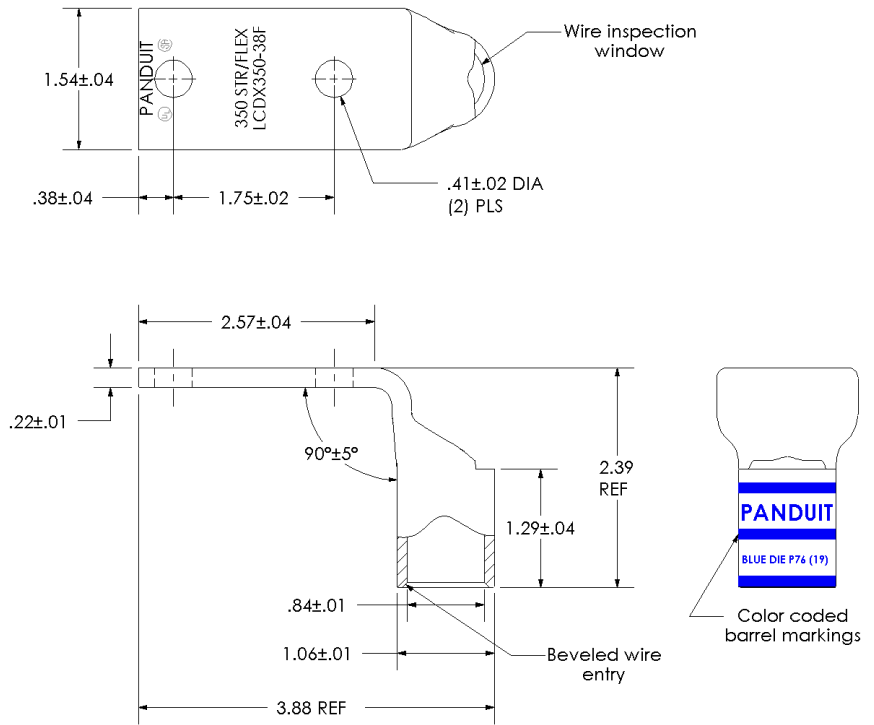 Wire inspection
window
1.54±.04
PANDUIT
350 STR/FLEX
LCDX350-38F
.38±.04
1.75±.02
.41±.02 DIA
(2) PLS
2.57±.04
.22±.01
90°±5°
2.39
REF
1.29±.04
PANDUIT
BLUE DIE P76 (19)
.84±.01
Color coded
barrel markings
1.06±.01
Beveled wire
entry
3.88 REF